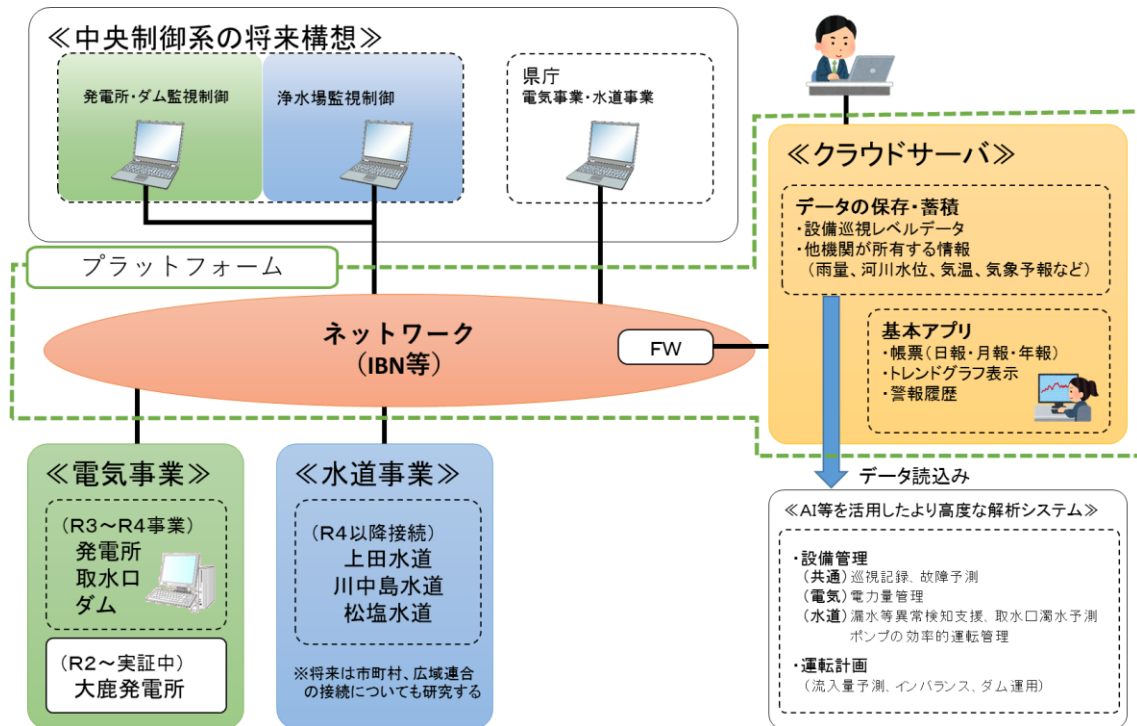 ≪中央制御系の将来構想≫
発電所・ダム監視制御
浄水場監視制御
県庁
電気事業・水道事業
プラットフォーム
ネットワーク
（IBN等）
FW
≪クラウドサーバ≫
データの保存・蓄積
・設備巡視レベルデータ
・他機関が所有する情報
（雨量、河川水位、気温、気象予報など）
基本アプリ
・帳票（日報・月報・年報）
・トレンドグラフ表示
・警報履歴
≪電気事業≫
（R3～R4事業）
発電所
取水口
ダム
（R2～実証中）
大鹿発電所
≪水道事業≫
（R4以降接続）
上田水道
川中島水道
松塩水道
※将来は市町村、広域連合
の接続についても研究する
データ読込み
≪AI等を活用したより高度な解析システム≫
・設備管理
（共通）巡視記録、故障予測
（電気）電力量管理
（水道）漏水等異常検知支援、取水口濁水予測
ポンプの効率的運転管理
・運転計画
（流入量予測、インバランス、ダム運用）